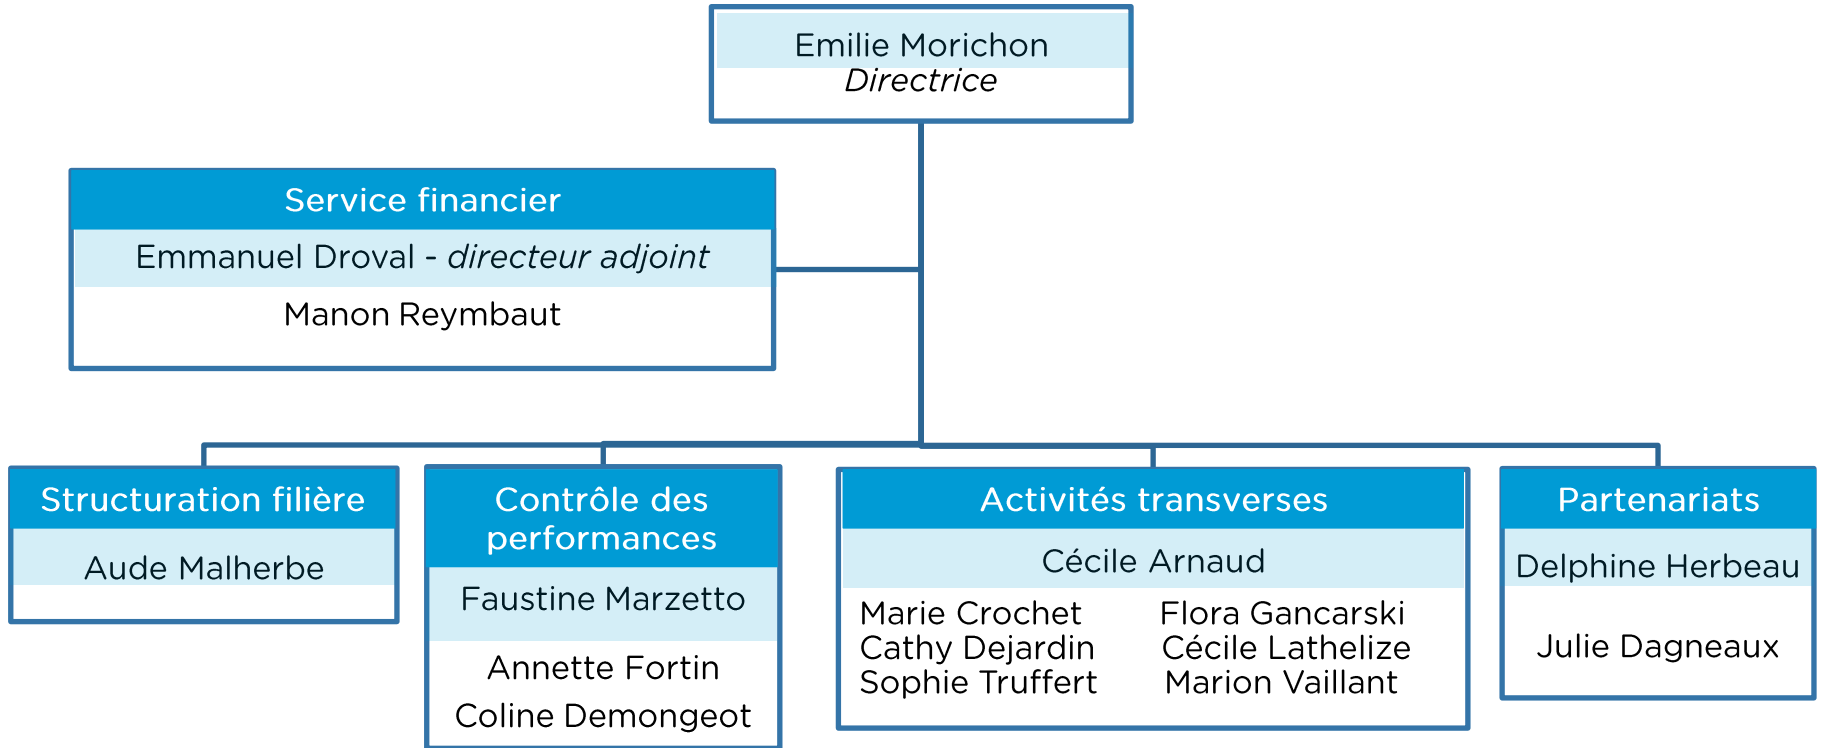 Emilie Morichon
Directrice
Service financier
Emmanuel Droval - directeur adjoint
Manon Reymbaut
Structuration filière
Aude Malherbe
Contrôle des
performances
Faustine Marzetto
Annette Fortin
Coline Demongeot
Activités transverses
Cécile Arnaud
Marie Crochet
Cathy Dejardin
Sophie Truffert
Flora Gancarski
Cécile Lathelize
Marion Vaillant
Partenariats
Delphine Herbeau
Julie Dagneaux